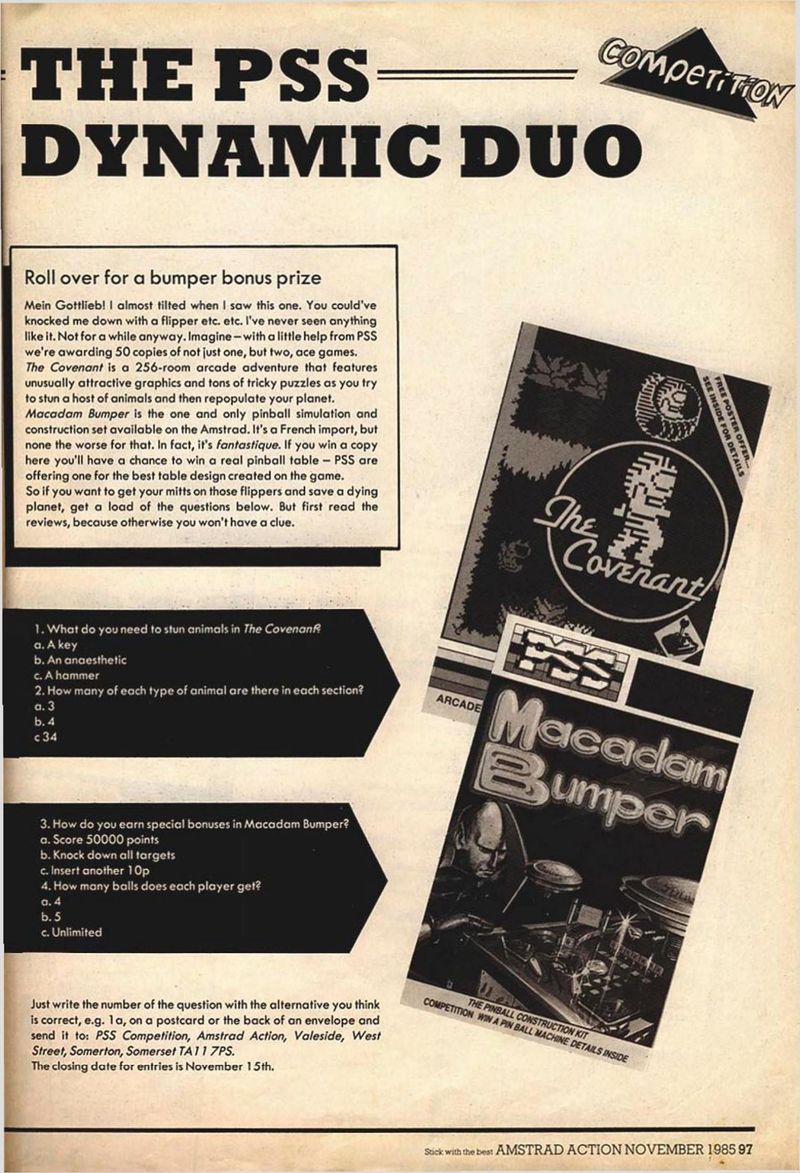 THE PSS
COMPETITION
DYNAMIC DUO
Roll over for a bumper bonus prize
Mein Gottlieb! I almost tilted when I saw this one. You could've
knocked me down with a flipper etc. etc. I've never seen anything
like it. Not for a while anyway. Imagine – with a little help from PSS
we're awarding 50 copies of not just one, but two, ace games.
The Covenant is a 256-room arcade adventure that features
unusually attractive graphics and tons of tricky puzzles as you try
to stun a host of animals and then repopulate your planet.
Macadam Bumper is the one and only pinball simulation and
construction set available on the Amstrad. It's a French import, but
none the worse for that. In fact, it's fantastique. If you win a copy
here you'll have a chance to win a real pinball table – PSS are
offering one for the best table design created on the game.
So if you want to get your mitts on those flippers and save a dying
planet, get a load of the questions below. But first read the
reviews, because otherwise you won't have a clue.
1. What do you need to stun animals in The Covenant?
a. A key
b. An anaesthetic
c. A hammer
2. How many of each type of animal are there in each section?
a. 3
b. 4
c 34
3. How do you earn special bonuses in Macadam Bumper?
a. Score 50000 points
b. Knock down all targets
c. Insert another 10p
4. How many balls does each player get?
a. 4
b. 5
c. Unlimited
Just write the number of the question with the alternative you think
is correct, e.g. 1a, on a postcard or the back of an envelope and
send it to: PSS Competition, Amstrad Action, Valeside, West
Street, Somerton, Somerset TA11 7PS.
The closing date for entries is November 15th.
FREE POSTER OFFER...
SEE INSIDE FOR DETAILS
The
Covenant
ARCADE
PSS
Macadam
Bumper
THE PINBALL CONSTRUCTION KIT
COMPETITION WIN A PIN BALL MACHINE DETAILS INSIDE
Stick with the best AMSTRAD ACTION NOVEMBER 1985 97